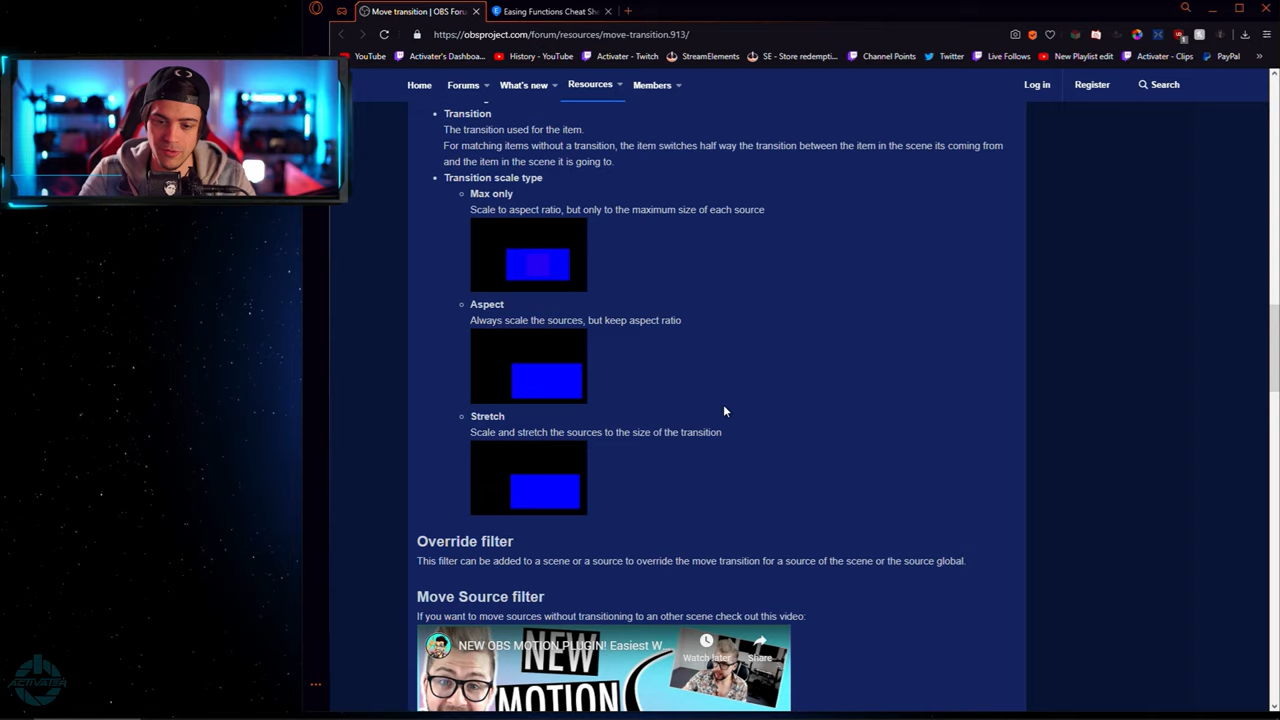 Move transition | OBS Foru
Easing Functions Cheat She
https://obsproject.com/forum/resources/move-transition.913/
YouTube
Activater's Dashboa
History - YouTube
Activater - Twitch
StreamElements
SE - Store redempti...
Channel Points
Twitter
Live Follows
New Playlist edit
Activater - Clips
PayPal
Home
Forums
What's new
Resources
Members
Log in
Register
Search
• Transition
The transition used for the item.
For matching items without a transition, the item switches half way the transition between the item in the scene its coming from
and the item in the scene it is going to.
• Transition scale type
Max only
Scale to aspect ratio, but only to the maximum size of each source
Aspect
Always scale the sources, but keep aspect ratio
Stretch
Scale and stretch the sources to the size of the transition
Override filter
This filter can be added to a scene or a source to override the move transition for a source of the scene or the source global.
Move Source filter
If you want to move sources without transitioning to an other scene check out this video:
NEW OBS MOTION PLUGIN! Easiest W...
Watch later
Share
NEW
MOTION
ACTIVATER